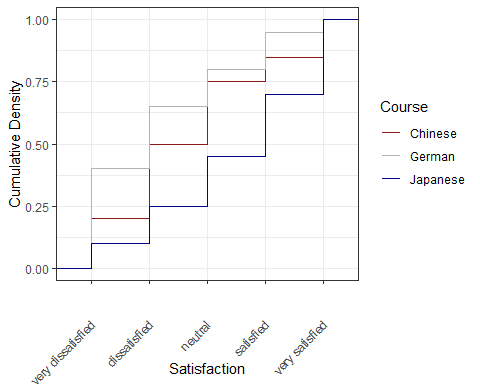 1.00
0.75
0.50
0.25
0.00
Cumulative Density
very dissatisfied
dissatisfied
neutral
satisfied
very satisfied
Satisfaction
Course
Chinese
German
Japanese